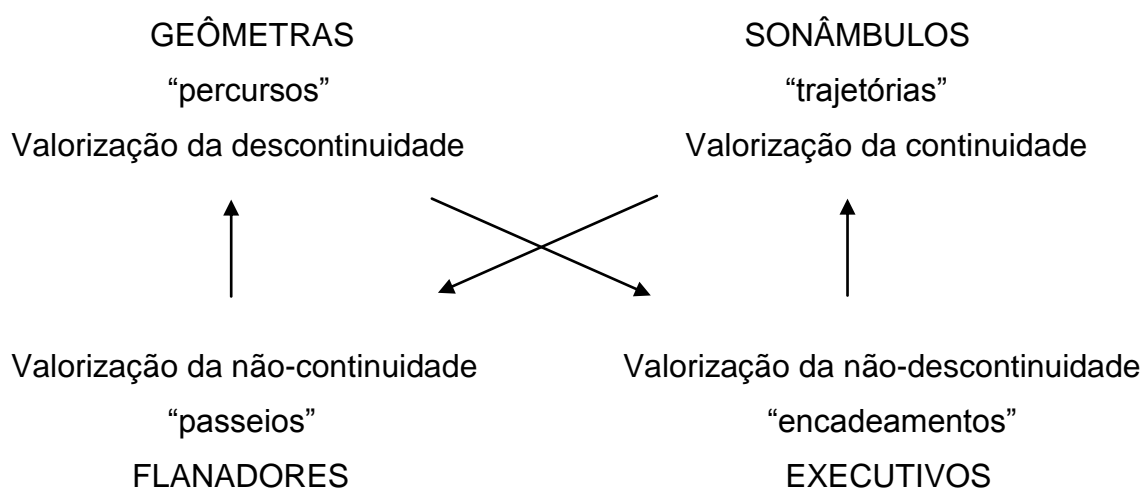 GEÔMETRAS
“percursos”
Valorização da descontinuidade
SONÂMBULOS
“trajetórias”
Valorização da continuidade
Valorização da não-continuidade
“passeios”
FLANADORES
Valorização da não-descontinuidade
“encadeamentos”
EXECUTIVOS